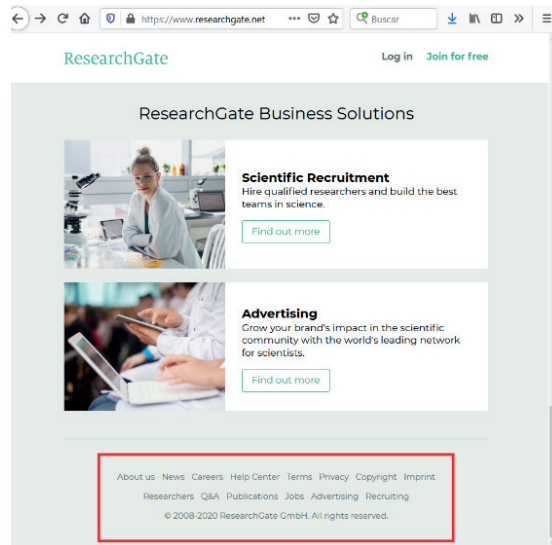 https://www.researchgate.net
Buscar
ResearchGate
Log in Join for free
ResearchGate Business Solutions
Scientific Recruitment
Hire qualified researchers and build the best
teams in science.
Find out more
Advertising
Grow your brand's impact in the scientific
community with the world's leading network
for scientists.
Find out more
About us News Careers Help Center Terms Privacy Copyright Imprint
Researchers Q&A Publications Jobs Advertising Recruiting
© 2008-2020 ResearchGate GmbH. All rights reserved.